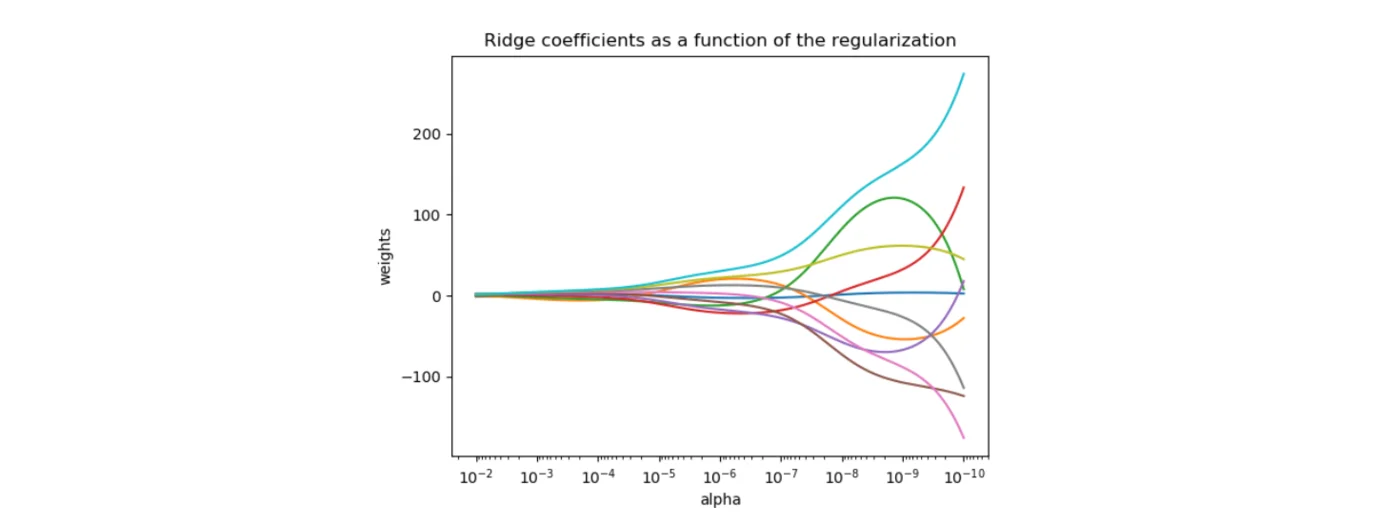 Ridge coefficients as a function of the regularization
200
100
0
−100
weights
10⁻² 10⁻³ 10⁻⁴ 10⁻⁵ 10⁻⁶ 10⁻⁷ 10⁻⁸ 10⁻⁹ 10⁻¹⁰
alpha